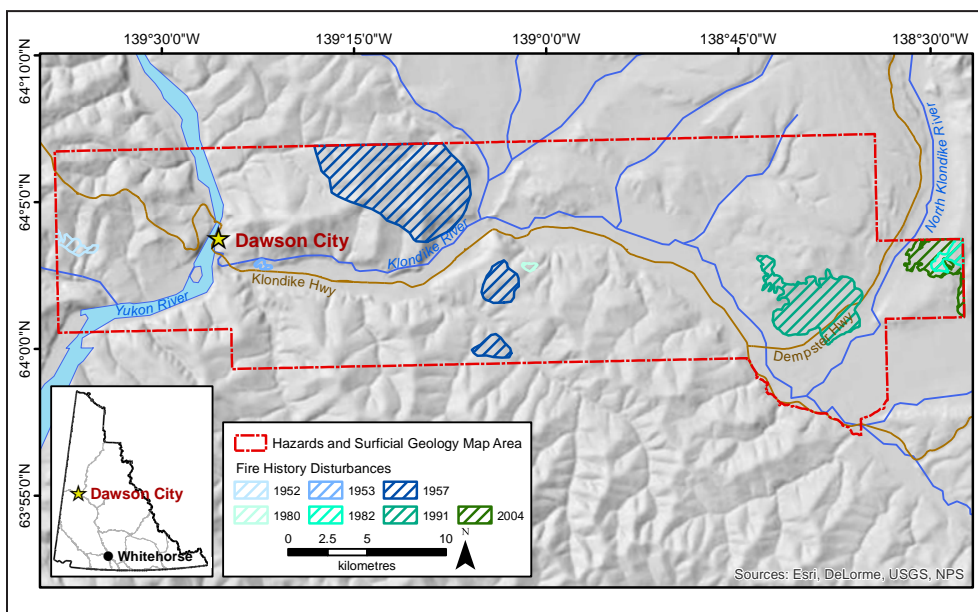 139°30'0"W 139°15'0"W 139°0'0"W 138°45'0"W 138°30'0"W
64°10'0"N
64°5'0"N
64°0'0"N
63°55'0"N
North Klondike River
Dawson City
Klondike River
Klondike Hwy
Yukon River
Dempster Hwy
Dawson City
Whitehorse
Hazards and Surficial Geology Map Area
Fire History Disturbances
1952 1953 1957
1980 1982 1991 2004
N
0 2.5 5 10
kilometres
Sources: Esri, DeLorme, USGS, NPS